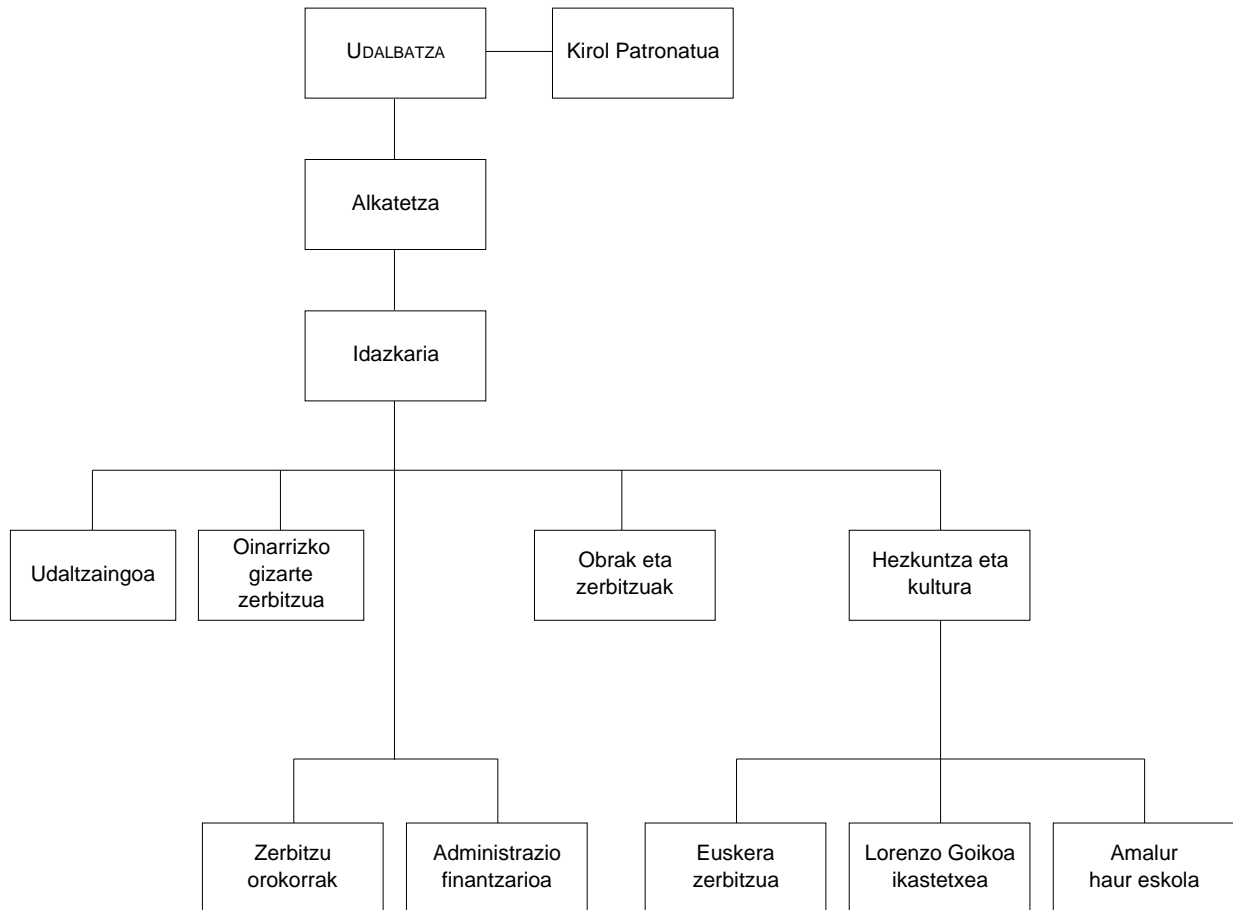 UDALBATZA
Kirol Patronatua
Alkatetza
Idazkaria
Udaltzaingoa
Oinarrizko
gizarte
zerbitzua
Obrak eta
zerbitzuak
Hezkuntza eta
kultura
Zerbitzu
orokorrak
Administrazio
finantzarioa
Euskera
zerbitzua
Lorenzo Goikoa
ikastetxea
Amalur
haur eskola